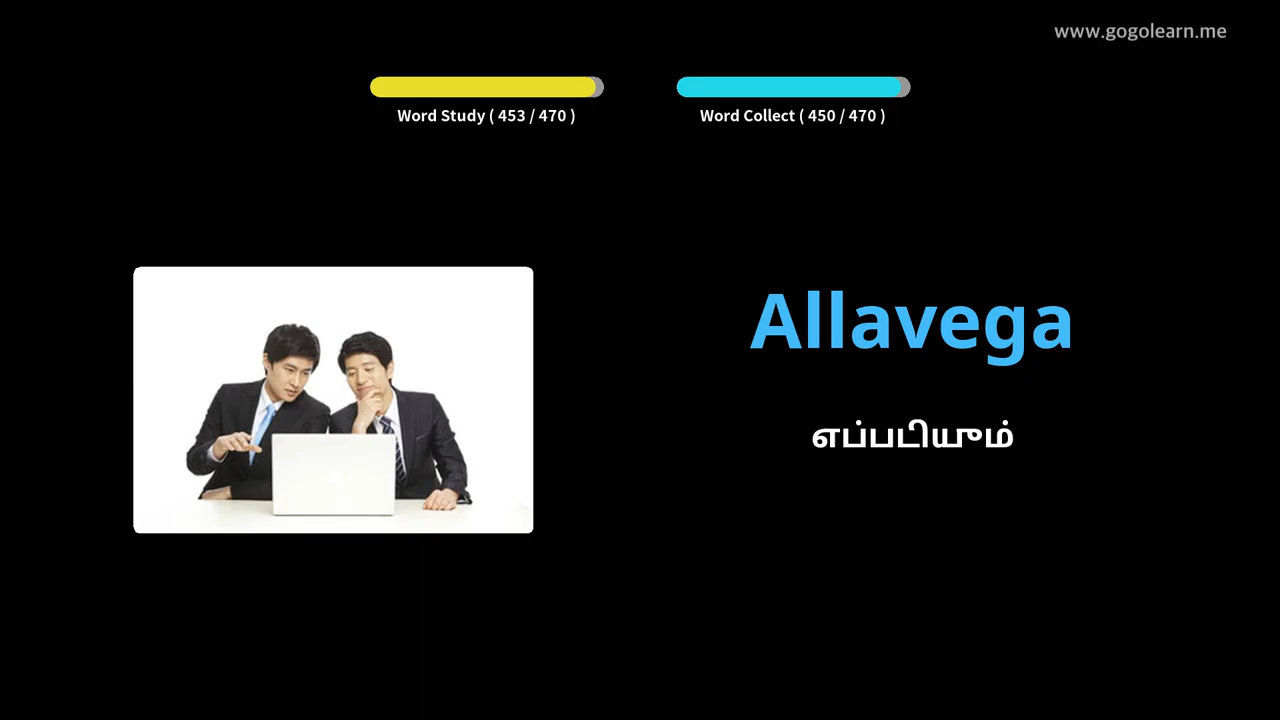 www.gogolearn.me
Word Study ( 453 / 470 )
Word Collect ( 450 / 470 )
Allavega
எப்படியும்